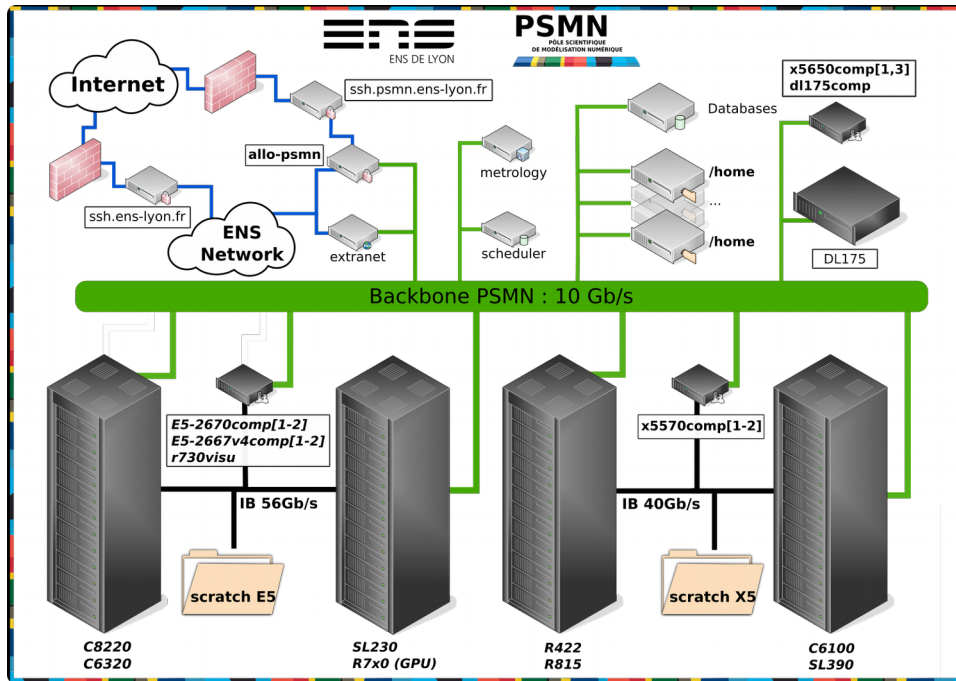 ENS
ENS DE LYON
PSMN
PÔLE SCIENTIFIQUE
DE MODÉLISATION NUMÉRIQUE
Internet
ssh.psmn.ens-lyon.fr
allo-psmn
ssh.ens-lyon.fr
ENS
Network
extranet
metrology
scheduler
Databases
/home
...
/home
x5650comp[1,3]
dl175comp
DL175
Backbone PSMN : 10 Gb/s
E5-2670comp[1-2]
E5-2667v4comp[1-2]
r730visu
x5570comp[1-2]
IB 56Gb/s
IB 40Gb/s
scratch E5
scratch X5
C8220
C6320
SL230
R7x0 (GPU)
R422
R815
C6100
SL390